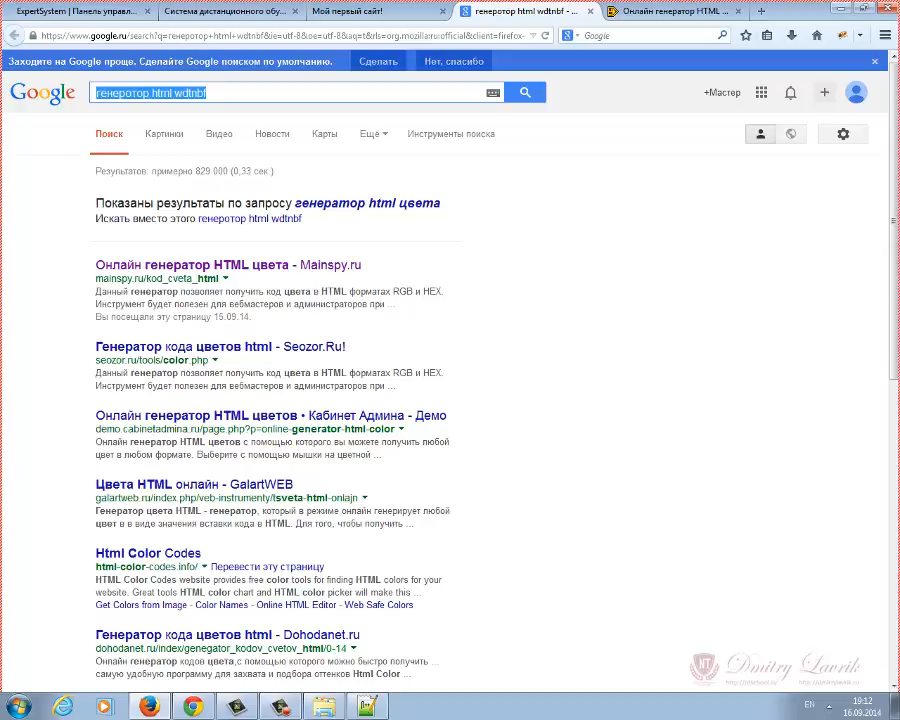 ExpertSystem | Панель управл... × Система дистанционного обу... × Мой первый сайт! × генеротор html wdtnbf - ... × Онлайн генератор HTML ... × +
https://www.google.ru/search?q=генеротор+html+wdtnbf&ie=utf-8&oe=utf-8&aq=t&rls=org.mozilla:ru:official&client=firefox- Google
Заходите на Google проще. Сделайте Google поиском по умолчанию. Сделать Нет, спасибо ×
Google генеротор html wdtnbf +Мастер
Поиск Картинки Видео Новости Карты Ещё Инструменты поиска
Результатов: примерно 829 000 (0,33 сек.)
Показаны результаты по запросу генератор html цвета
Искать вместо этого генеротор html wdtnbf
Онлайн генератор HTML цвета - Mainspy.ru
mainspy.ru/kod_cveta_html
Данный генератор позволяет получить код цвета в HTML форматах RGB и HEX.
Инструмент будет полезен для вебмастеров и администраторов при ...
Вы посещали эту страницу 15.09.14.
Генератор кода цветов html - Seozor.Ru!
seozor.ru/tools/color.php
Данный генератор позволяет получить код цвета в HTML форматах RGB и HEX.
Инструмент будет полезен для вебмастеров и администраторов при ...
Онлайн генератор HTML цветов • Кабинет Админа - Демо
demo.cabinetadmina.ru/page.php?p=online-generator-html-color
Онлайн генератор HTML цветов с помощью которого вы можете получить любой
цвет в любом формате. Выберите с помощью мышки на цветной ...
Цвета HTML онлайн - GalartWEB
galartweb.ru/index.php/veb-instrumenty/tsveta-html-onlajn
Генератор цвета HTML - генератор, который в режиме онлайн генерирует любой
цвет в в виде значения вставки кода в HTML. Для того, чтобы получить ...
Html Color Codes
html-color-codes.info/ Перевести эту страницу
HTML Color Codes website provides free color tools for finding HTML colors for your
website. Great tools HTML color chart and HTML color picker will make this ...
Get Colors from Image - Color Names - Online HTML Editor - Web Safe Colors
Генератор кода цветов html - Dohodanet.ru
dohodanet.ru/index/genegator_kodov_cvetov_html/0-14
Онлайн генератор кодов цвета,с помощью которого можно быстро получить ...
самую удобную программу для захвата и подбора оттенков Html Color ...
NT Dmitry Lavrik
EN 19:12
16.09.2014